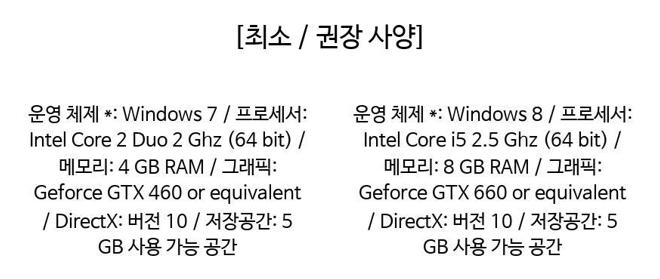 [최소 / 권장 사양]
운영 체제 *: Windows 7 / 프로세서:
Intel Core 2 Duo 2 Ghz (64 bit) /
메모리: 4 GB RAM / 그래픽:
Geforce GTX 460 or equivalent
/ DirectX: 버전 10 / 저장공간: 5
GB 사용 가능 공간
운영 체제 *: Windows 8 / 프로세서:
Intel Core i5 2.5 Ghz (64 bit) /
메모리: 8 GB RAM / 그래픽:
Geforce GTX 660 or equivalent
/ DirectX: 버전 10 / 저장공간: 5
GB 사용 가능 공간